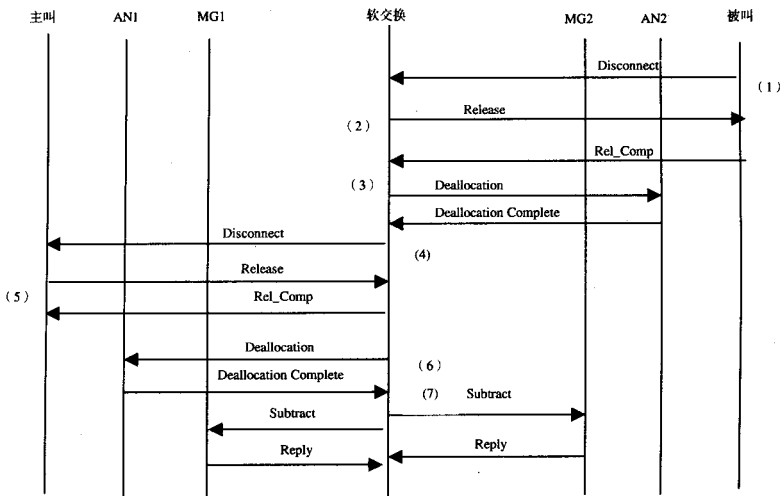 主叫 AN1 MG1 软交换 MG2 AN2 被叫
Disconnect
(1)
Release
(2)
Rel_Comp
(3) Deallocation
Deallocation Complete
Disconnect
(4)
Release
(5) Rel_Comp
Deallocation
(6)
Deallocation Complete
(7) Subtract
Subtract
Reply Reply